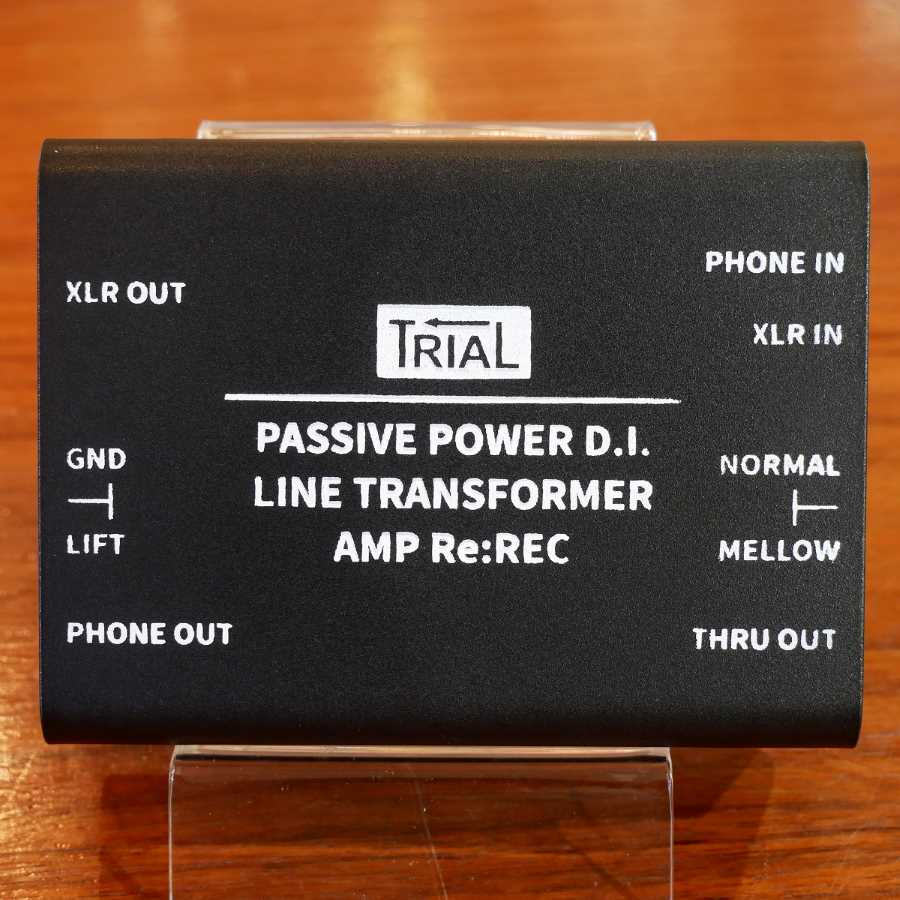 XLR OUT
GND
LIFT
PHONE OUT
TRIAL
PASSIVE POWER D.I.
LINE TRANSFORMER
AMP Re:REC
PHONE IN
XLR IN
NORMAL
MELLOW
THRU OUT